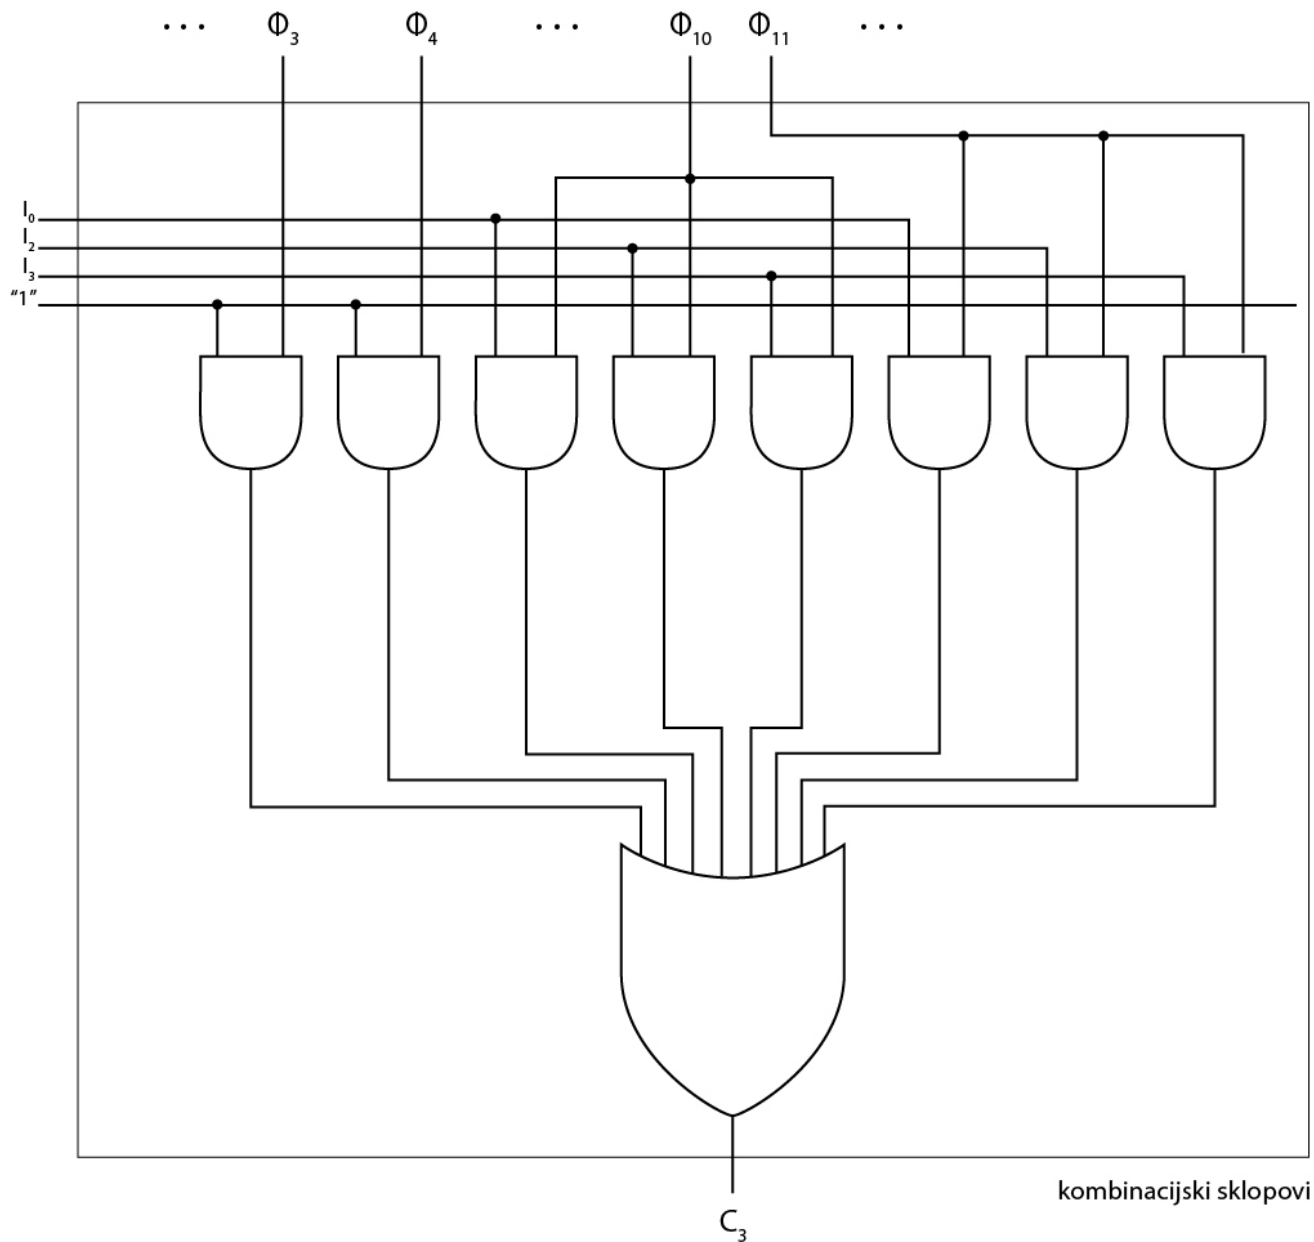 ... Φ₃ Φ₄ ... Φ₁₀ Φ₁₁ ...
I₀
I₂
I₃
“1”
kombinacijski sklopovi
C₃